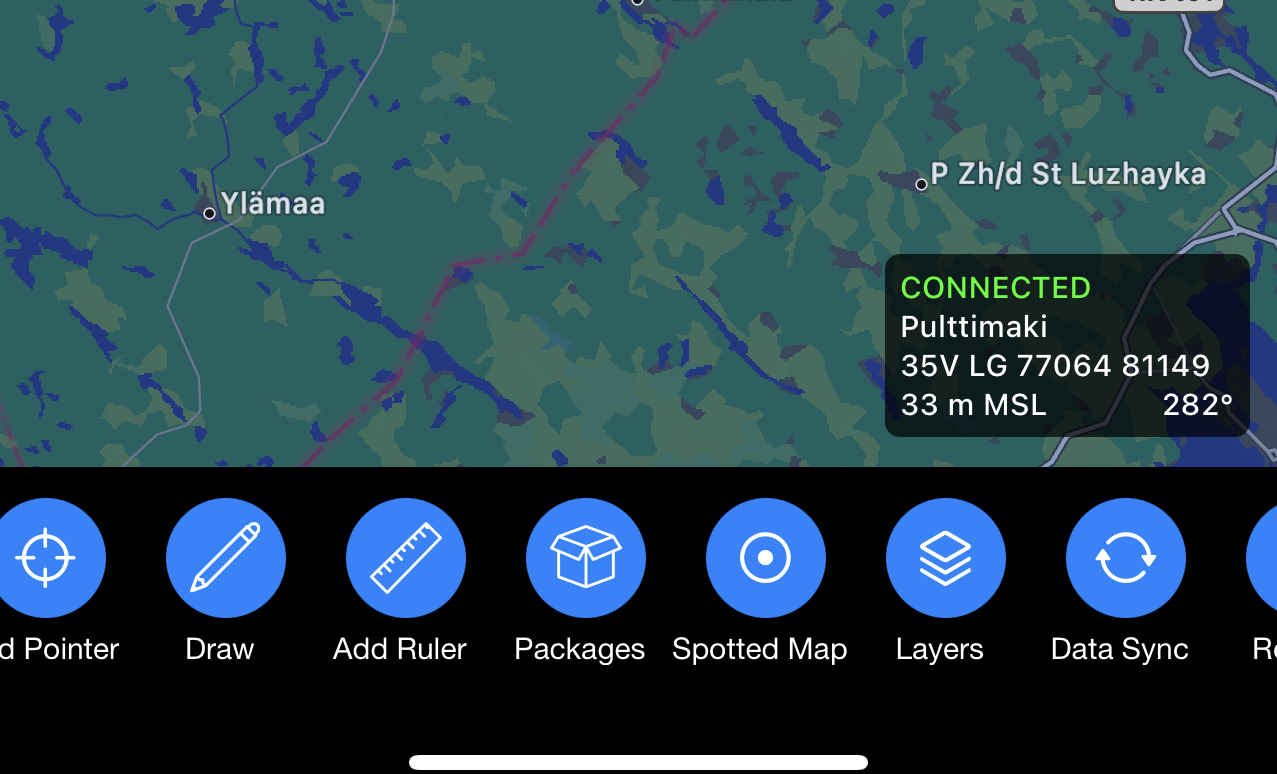 Ylämaa
P Zh/d St Luzhayka
CONNECTED
Pulttimaki
35V LG 77064 81149
33 m MSL 282°
d Pointer
Draw
Add Ruler
Packages
Spotted Map
Layers
Data Sync